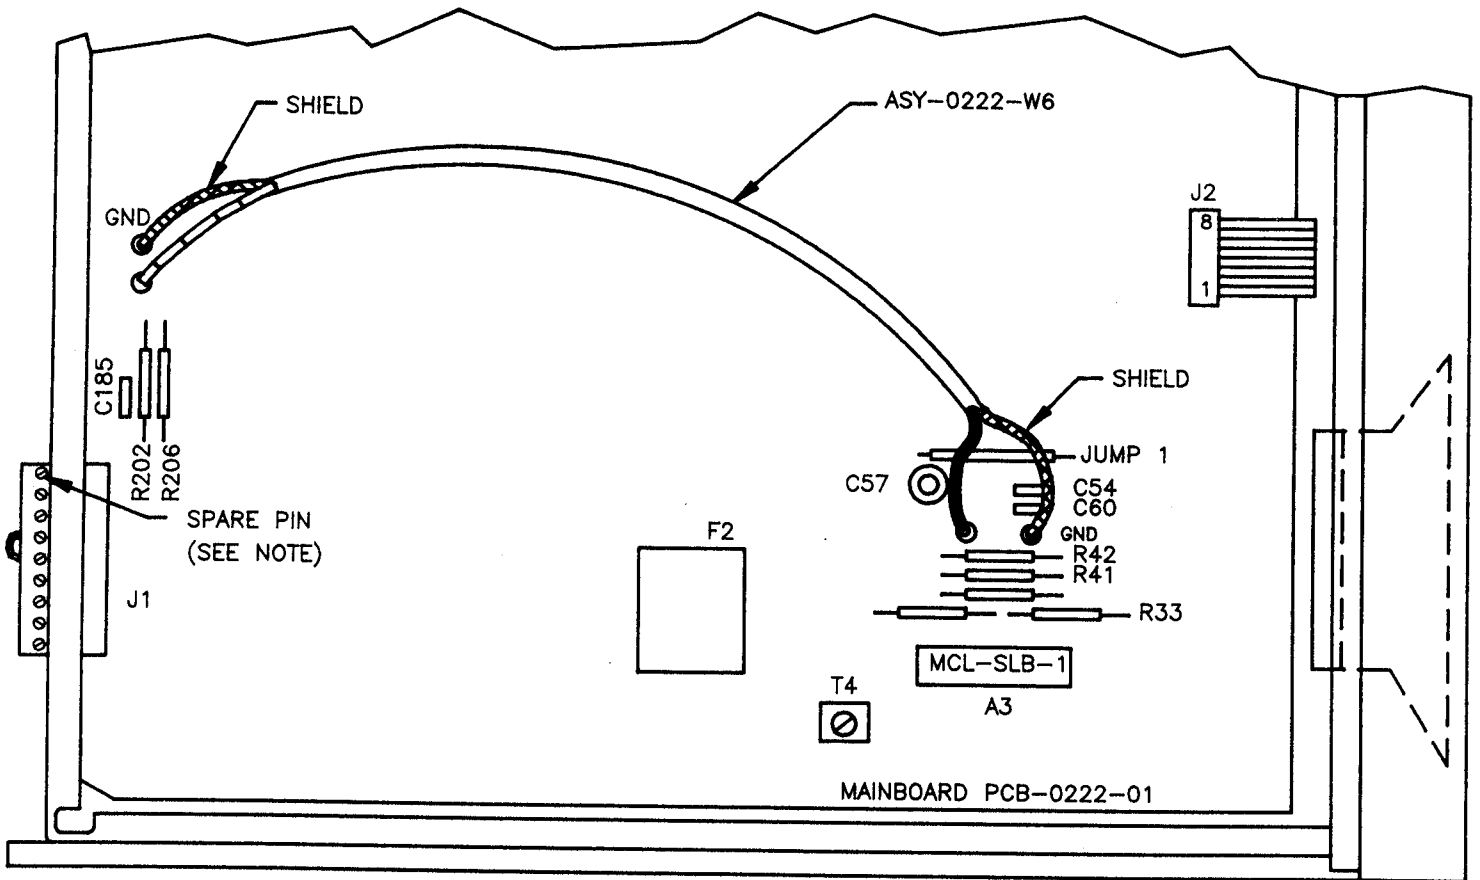 SHIELD
ASY-0222-W6
GND
J2
8
1
C185
R202
R206
SHIELD
JUMP 1
C57
C54
C60
GND
R42
R41
R33
SPARE PIN
(SEE NOTE)
F2
J1
MCL-SLB-1
A3
T4
MAINBOARD PCB-0222-01